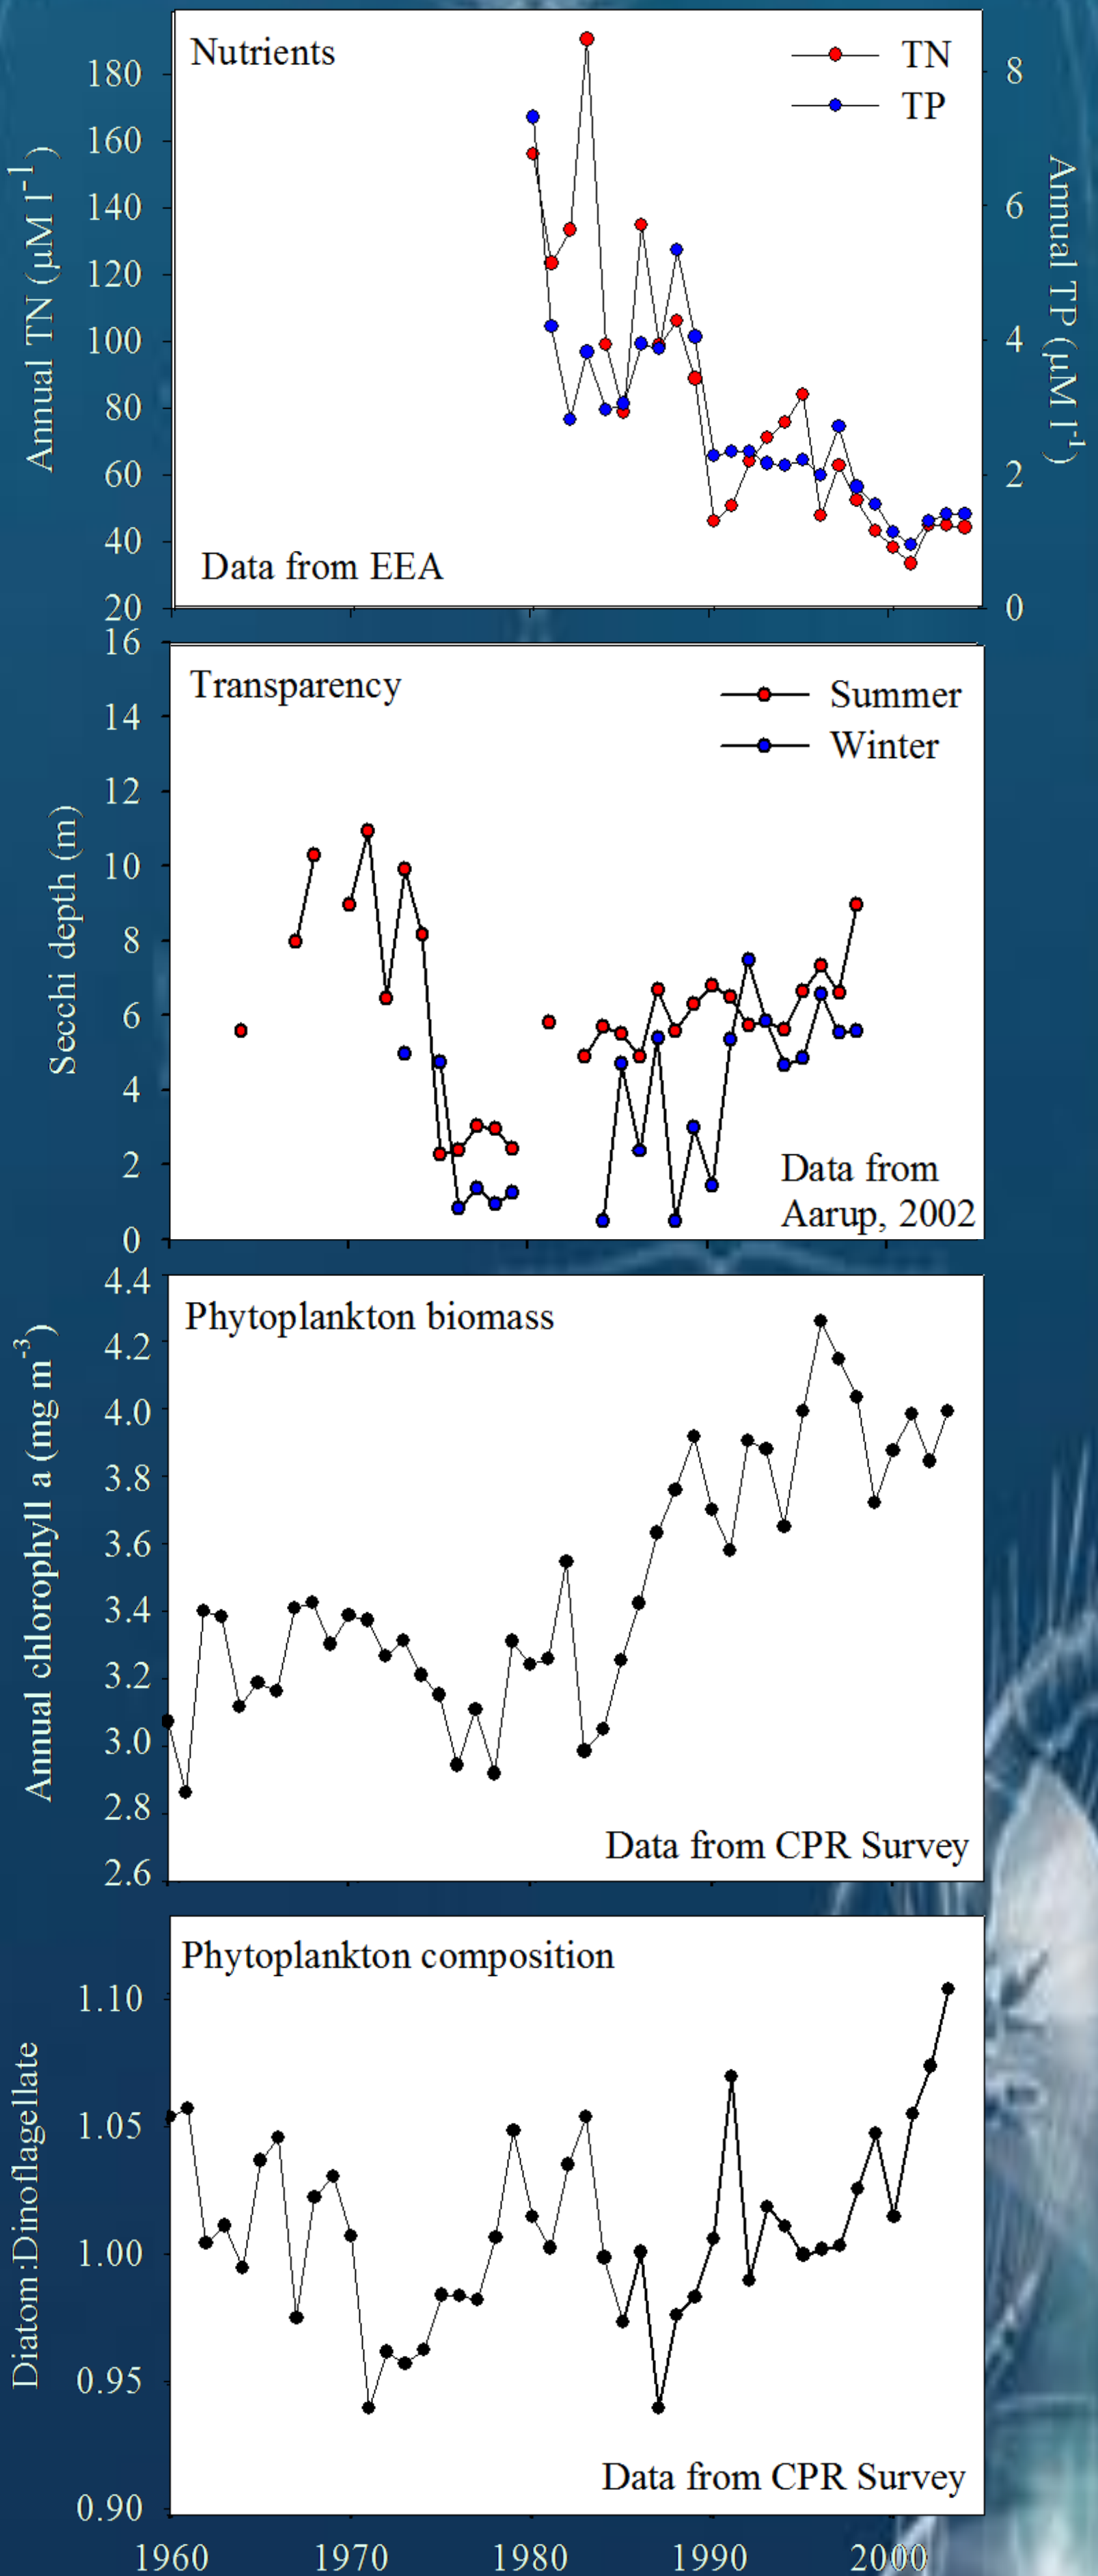 Nutrients
TN
TP
180
160
140
120
100
80
60
40
20
8
6
4
2
0
Annual TN (µM l⁻¹)
Annual TP (µM l⁻¹)
Data from EEA
Transparency
Summer
Winter
16
14
12
10
8
6
4
2
0
Secchi depth (m)
Data from
Aarup, 2002
Phytoplankton biomass
4.4
4.2
4.0
3.8
3.6
3.4
3.2
3.0
2.8
2.6
Annual chlorophyll a (mg m⁻³)
Data from CPR Survey
Phytoplankton composition
1.10
1.05
1.00
0.95
0.90
Diatom:Dinoflagellate
Data from CPR Survey
1960 1970 1980 1990 2000